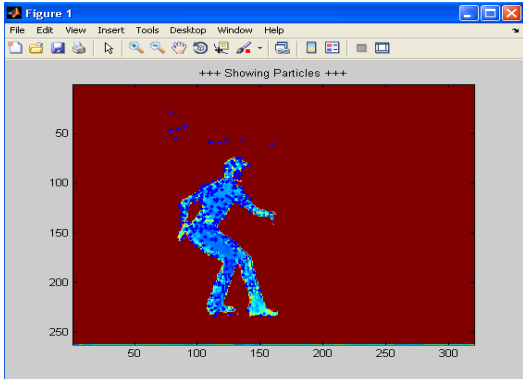 Figure 1
File Edit View Insert Tools Desktop Window Help
+++ Showing Particles +++
50
100
150
200
250
50 100 150 200 250 300